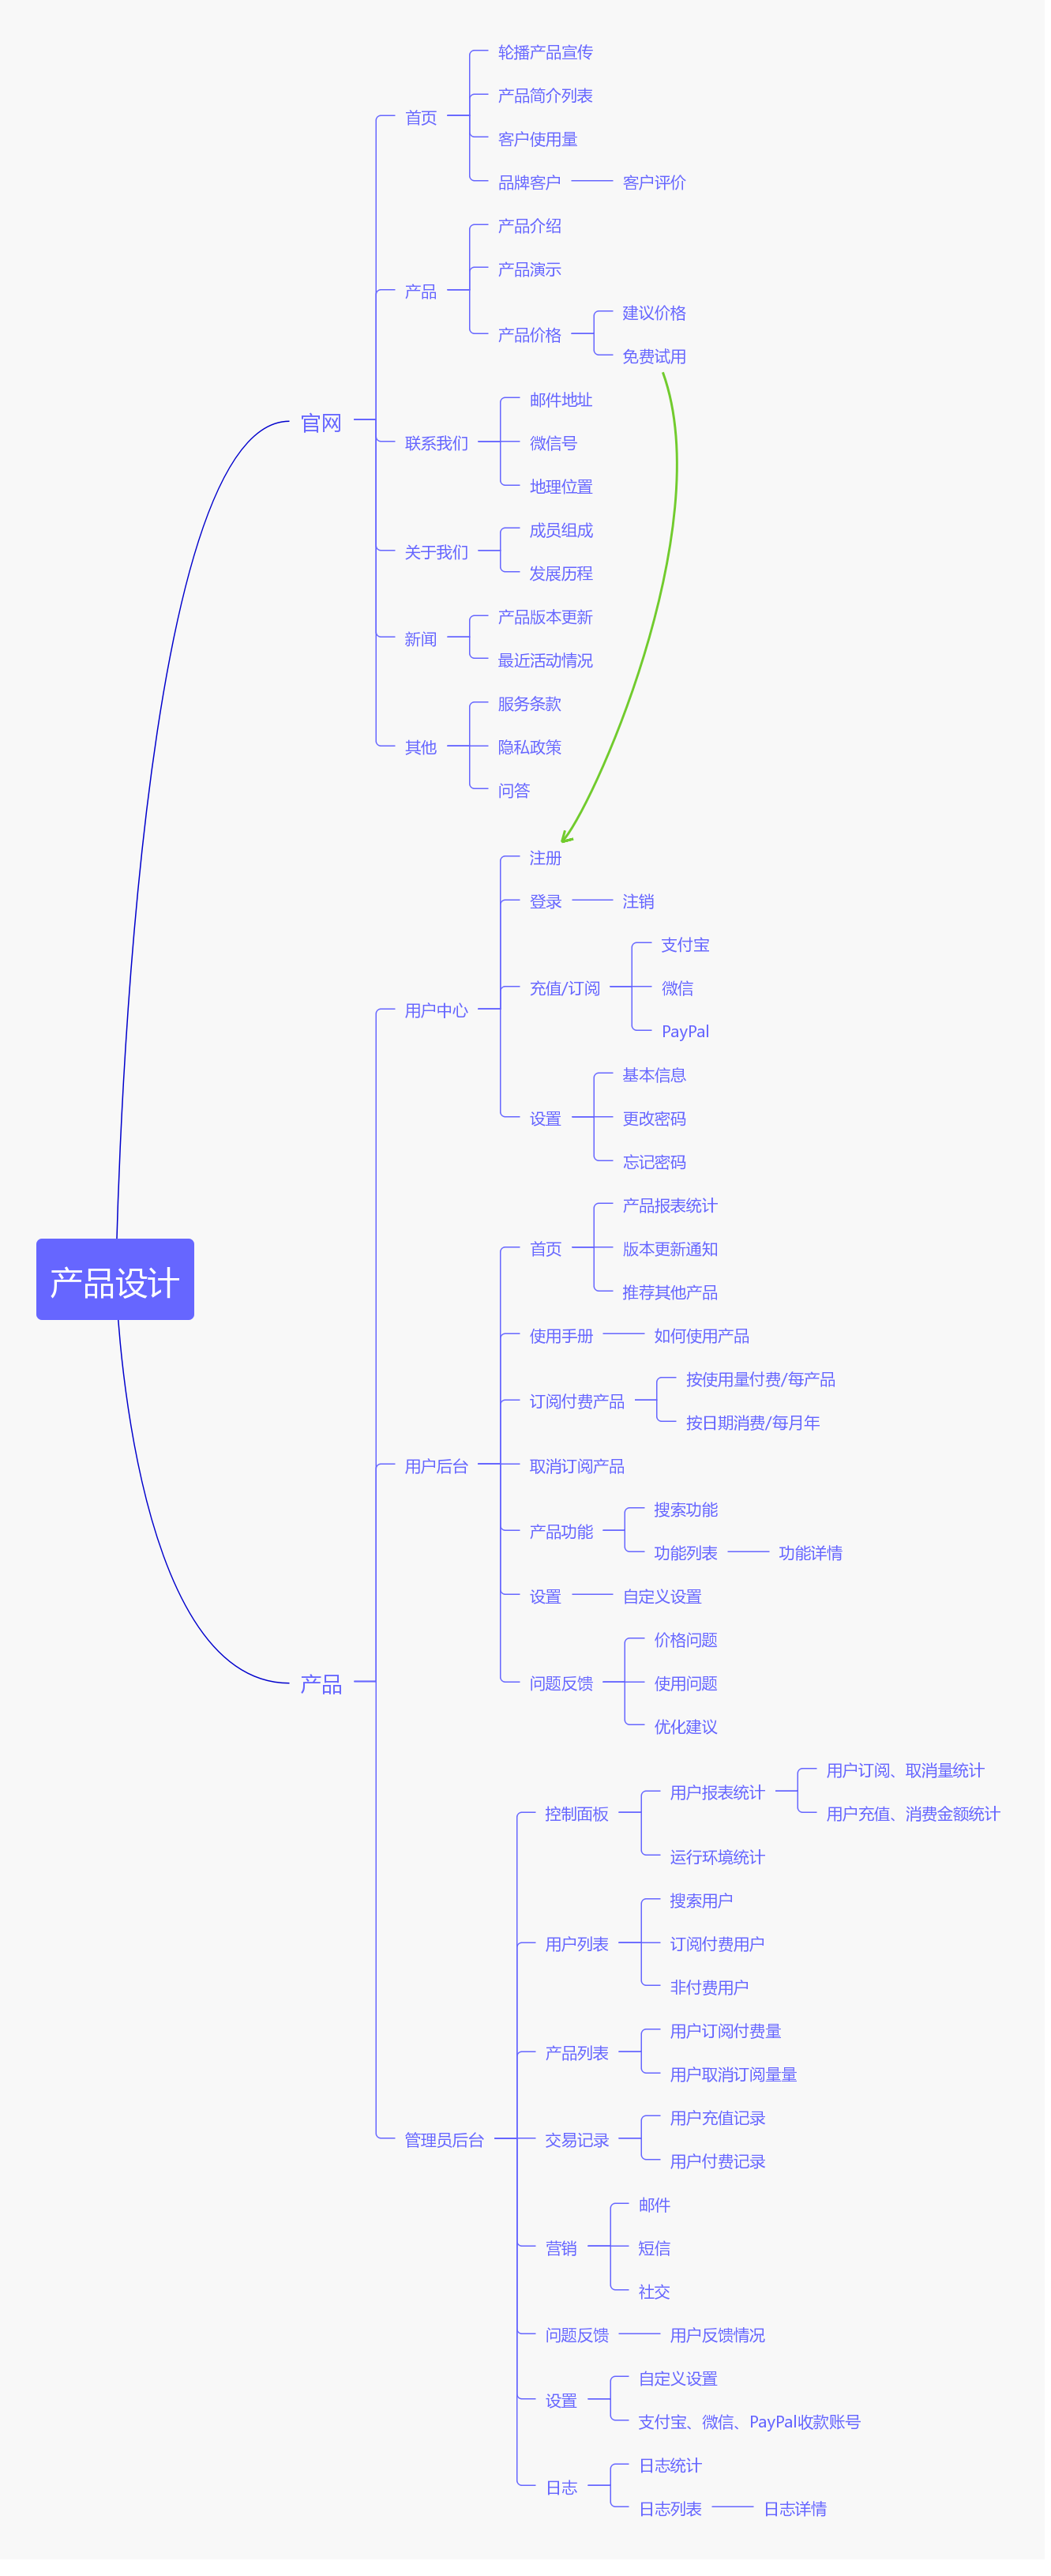 产品设计
官网
首页
轮播产品宣传
产品简介列表
客户使用量
品牌客户
客户评价
产品
产品介绍
产品演示
产品价格
建议价格
免费试用
联系我们
邮件地址
微信号
地理位置
关于我们
成员组成
发展历程
新闻
产品版本更新
最近活动情况
其他
服务条款
隐私政策
问答
产品
用户中心
注册
登录
注销
充值/订阅
支付宝
微信
PayPal
设置
基本信息
更改密码
忘记密码
用户后台
首页
产品报表统计
版本更新通知
推荐其他产品
使用手册
如何使用产品
订阅付费产品
按使用量付费/每产品
按日期消费/每月年
取消订阅产品
产品功能
搜索功能
功能列表
功能详情
设置
自定义设置
问题反馈
价格问题
使用问题
优化建议
管理员后台
控制面板
用户报表统计
用户订阅、取消量统计
用户充值、消费金额统计
运行环境统计
用户列表
搜索用户
订阅付费用户
非付费用户
产品列表
用户订阅付费量
用户取消订阅量量
交易记录
用户充值记录
用户付费记录
营销
邮件
短信
社交
问题反馈
用户反馈情况
设置
自定义设置
支付宝、微信、PayPal收款账号
日志
日志统计
日志列表
日志详情